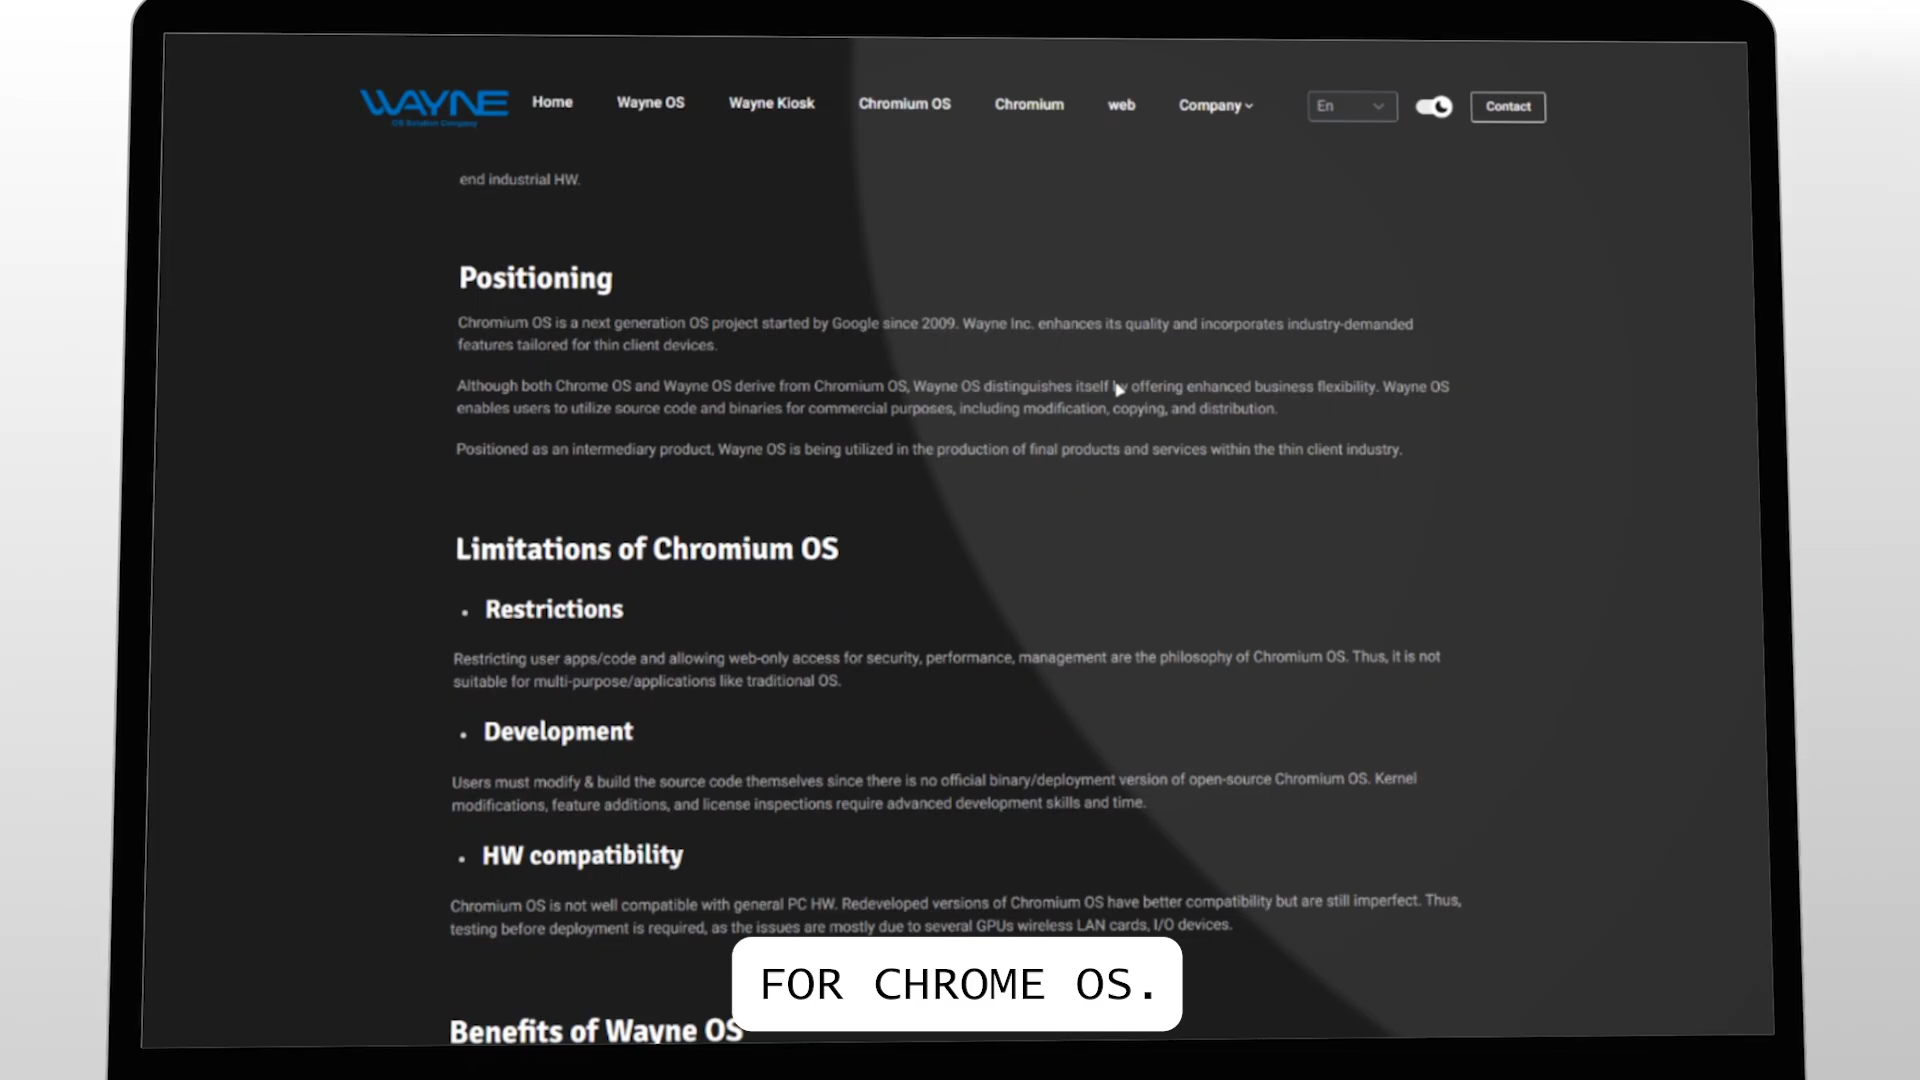 WAYNE
OS Solution Company
Home
Wayne OS
Wayne Kiosk
Chromium OS
Chromium
web
Company
En
Contact
end industrial HW.
Positioning
Chromium OS is a next generation OS project started by Google since 2009. Wayne Inc. enhances its quality and incorporates industry-demanded
features tailored for thin client devices.
Although both Chrome OS and Wayne OS derive from Chromium OS, Wayne OS distinguishes itself by offering enhanced business flexibility. Wayne OS
enables users to utilize source code and binaries for commercial purposes, including modification, copying, and distribution.
Positioned as an intermediary product, Wayne OS is being utilized in the production of final products and services within the thin client industry.
Limitations of Chromium OS
• Restrictions
Restricting user apps/code and allowing web-only access for security, performance, management are the philosophy of Chromium OS. Thus, it is not
suitable for multi-purpose/applications like traditional OS.
• Development
Users must modify & build the source code themselves since there is no official binary/deployment version of open-source Chromium OS. Kernel
modifications, feature additions, and license inspections require advanced development skills and time.
• HW compatibility
Chromium OS is not well compatible with general PC HW. Redeveloped versions of Chromium OS have better compatibility but are still imperfect. Thus,
testing before deployment is required, as the issues are mostly due to several GPUs wireless LAN cards, I/O devices.
FOR CHROME OS.
Benefits of Wayne OS